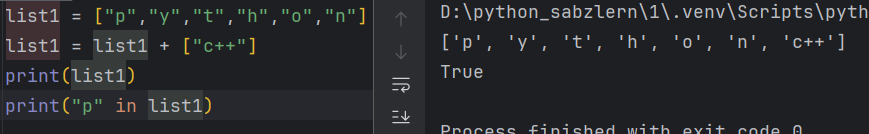 list1 = ["p","y","t","h","o","n"]
list1 = list1 + ["c++"]
print(list1)
print("p" in list1)
D:\python_sabzlern\1\.venv\Scripts\pyth
['p', 'y', 't', 'h', 'o', 'n', 'c++']
True
Process finished with exit code 0